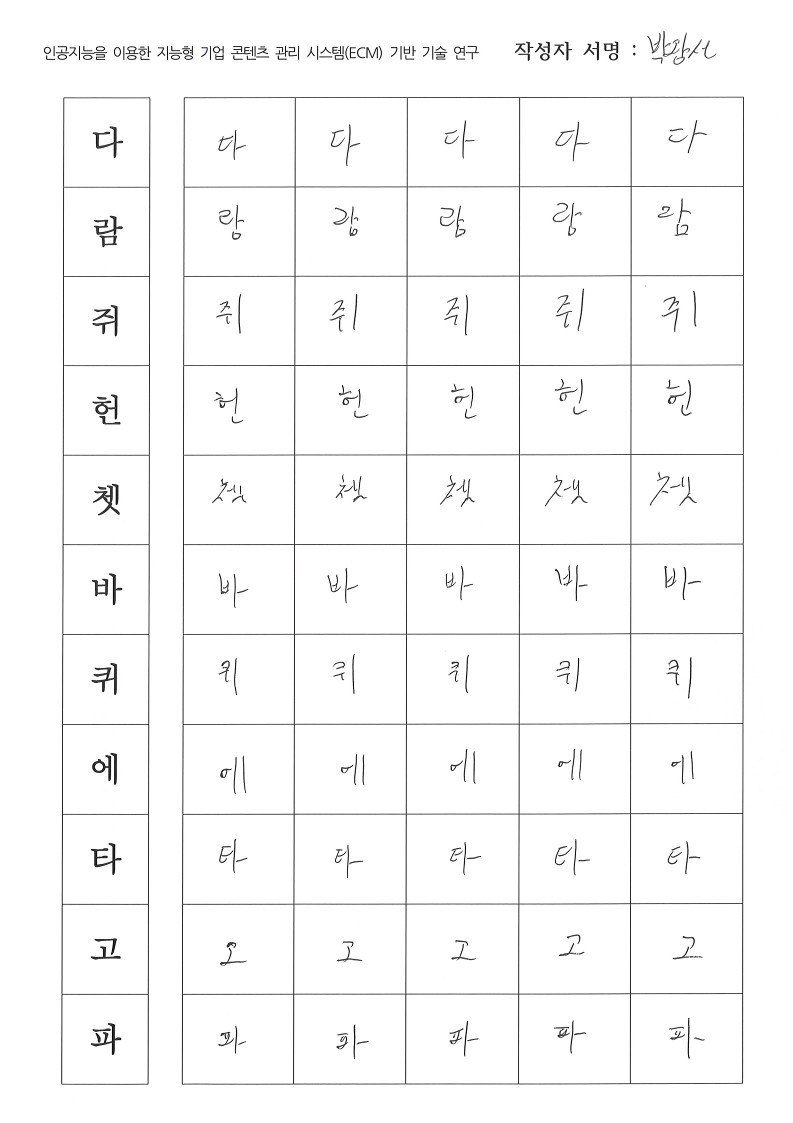 인공지능을 이용한 지능형 기업 콘텐츠 관리 시스템(ECM) 기반 기술 연구 작성자 서명 : 박광서
다 다 다 다 다 다
람 람 람 람 람 람
쥐 쥐 쥐 쥐 쥐 쥐
헌 헌 헌 헌 헌 헌
쳇 쳇 쳇 쳇 쳇 쳇
바 바 바 바 바 바
퀴 퀴 퀴 퀴 퀴 퀴
에 에 에 에 에 에
타 타 타 타 타 타
고 고 고 고 고 고
파 파 파 파 파 파